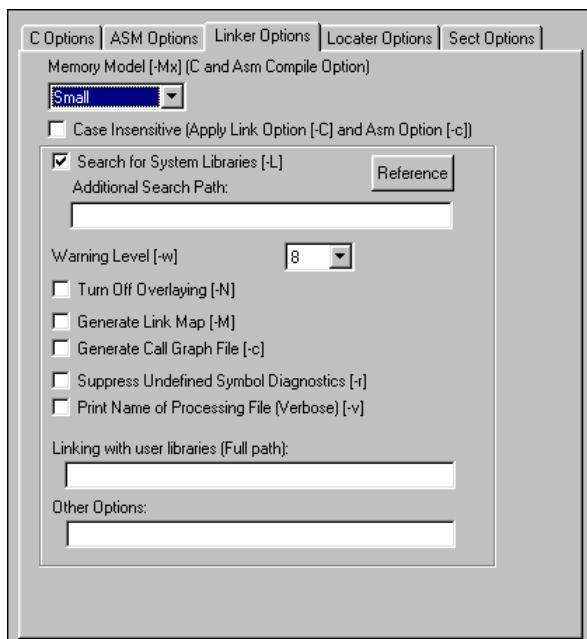 C Options ASM Options Linker Options Locater Options Sect Options
Memory Model [-Mx] (C and Asm Compile Option)
Small
Case Insensitive (Apply Link Option [-C] and Asm Option [-c])
Search for System Libraries [-L]
Reference
Additional Search Path:
Warning Level [-w] 8
Turn Off Overlaying [-N]
Generate Link Map [-M]
Generate Call Graph File [-c]
Suppress Undefined Symbol Diagnostics [-r]
Print Name of Processing File (Verbose) [-v]
Linking with user libraries (Full path):
Other Options: